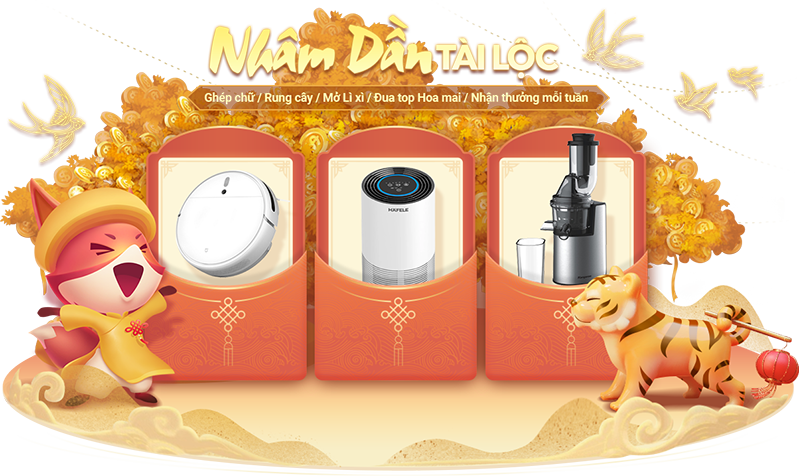 Nhâm Dần TÀI LỘC
Ghép chữ / Rung cây / Mở Lì xì / Đua top Hoa mai / Nhận thưởng mỗi tuần
HÄFELE